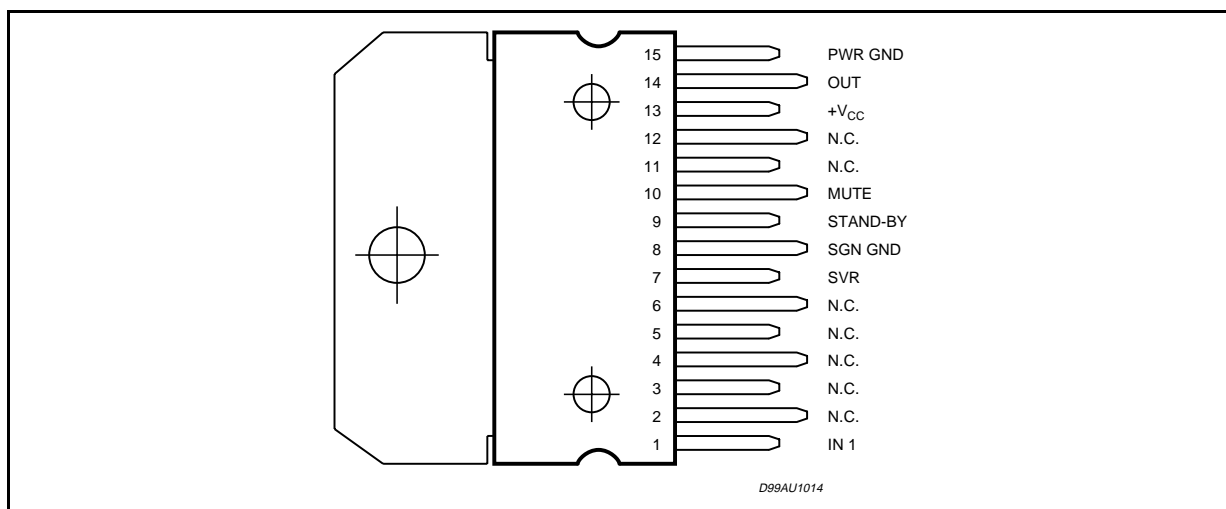 15 PWR GND
14 OUT
13 +VCC
12 N.C.
11 N.C.
10 MUTE
9 STAND-BY
8 SGN GND
7 SVR
6 N.C.
5 N.C.
4 N.C.
3 N.C.
2 N.C.
1 IN 1
D99AU1014